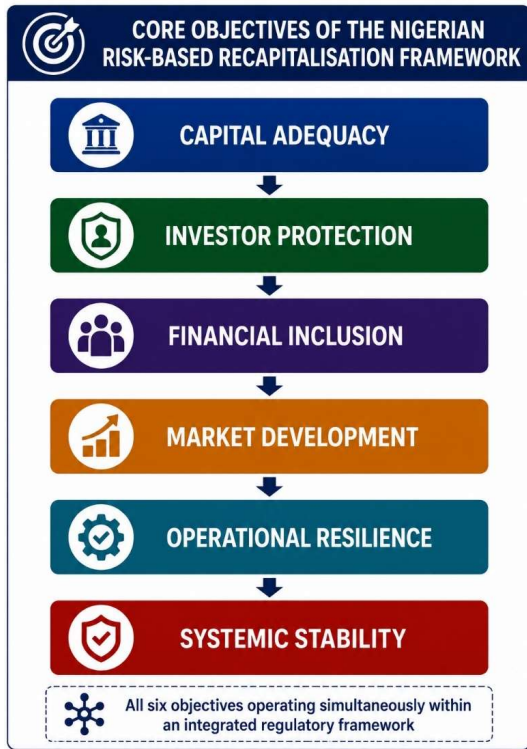 CORE OBJECTIVES OF THE NIGERIAN
RISK-BASED RECAPITALISATION FRAMEWORK
CAPITAL ADEQUACY
INVESTOR PROTECTION
FINANCIAL INCLUSION
MARKET DEVELOPMENT
OPERATIONAL RESILIENCE
SYSTEMIC STABILITY
All six objectives operating simultaneously within
an integrated regulatory framework